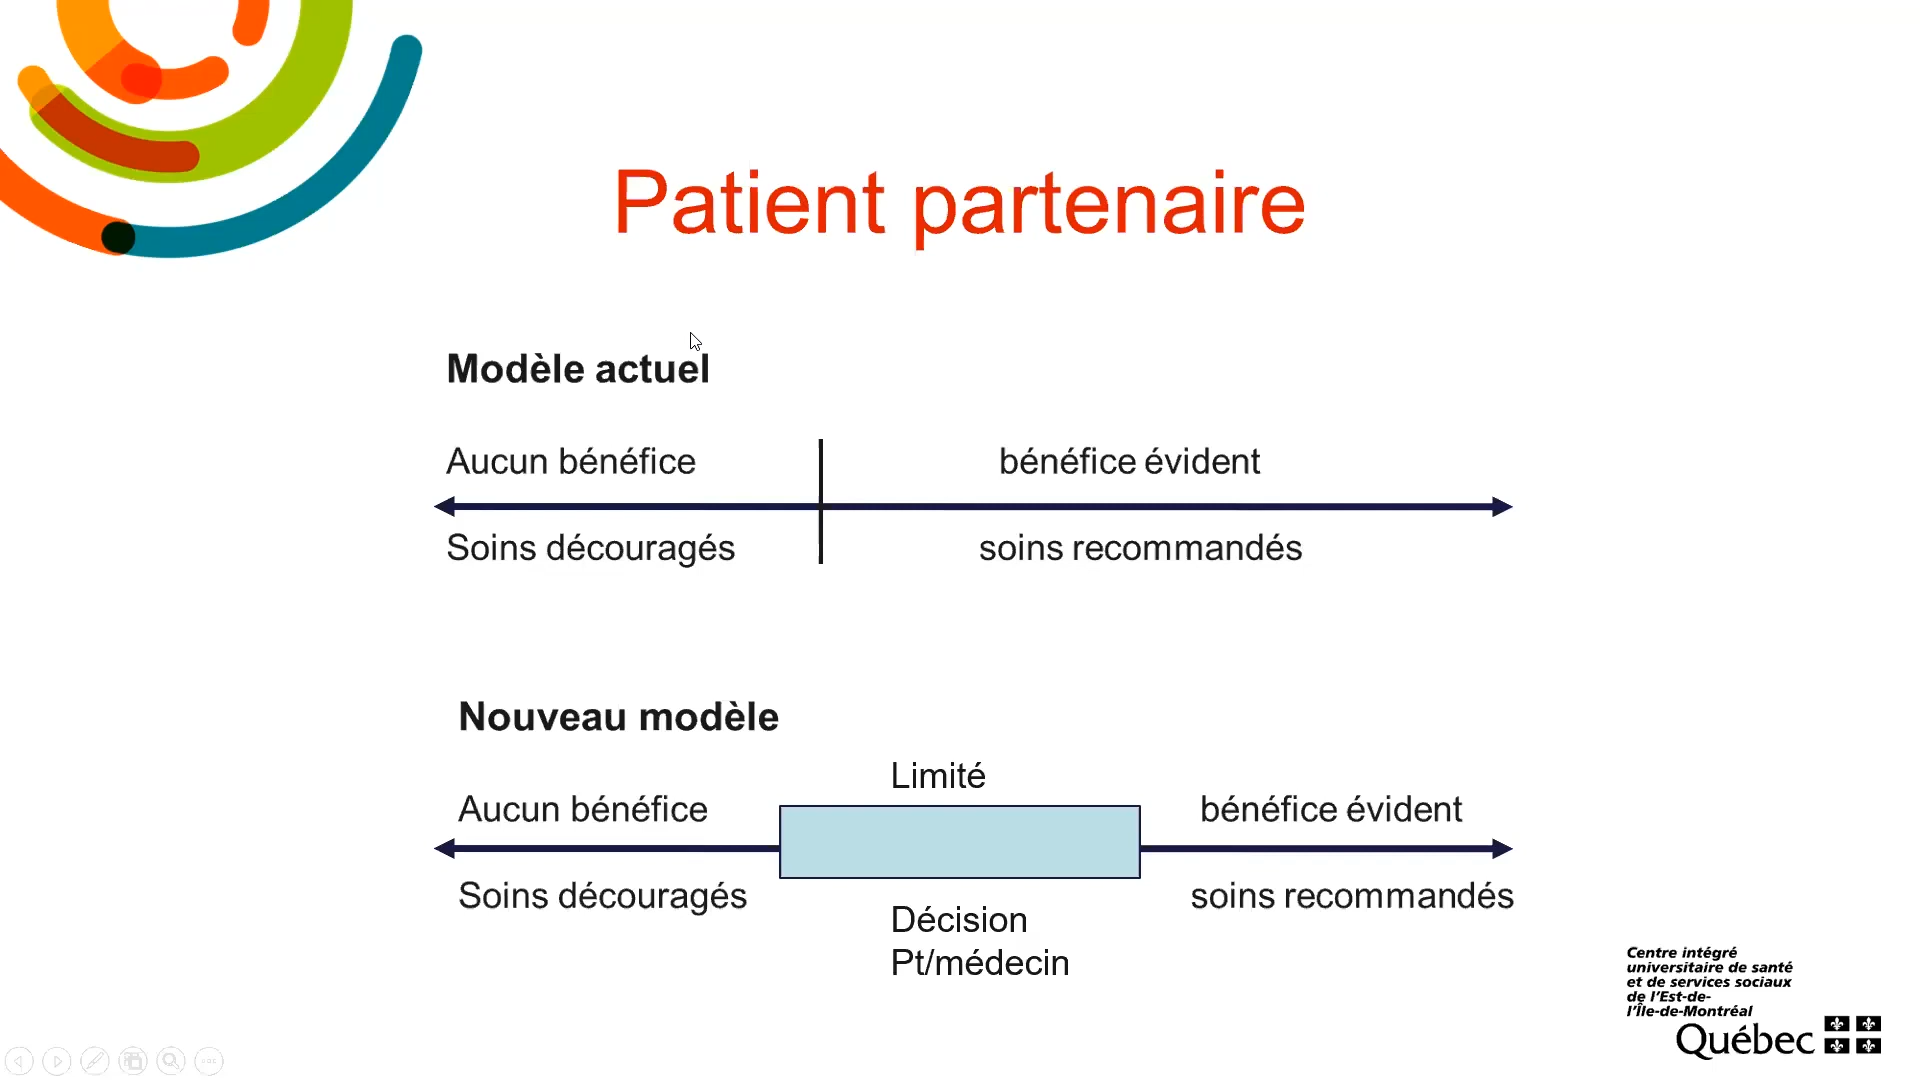 Patient partenaire
Modèle actuel
Aucun bénéfice
bénéfice évident
Soins découragés
soins recommandés
Nouveau modèle
Limité
Aucun bénéfice
bénéfice évident
Soins découragés
soins recommandés
Décision
Pt/médecin
Centre intégré
universitaire de santé
et de services sociaux
de l'Est-de-
l'Île-de-Montréal
Québec